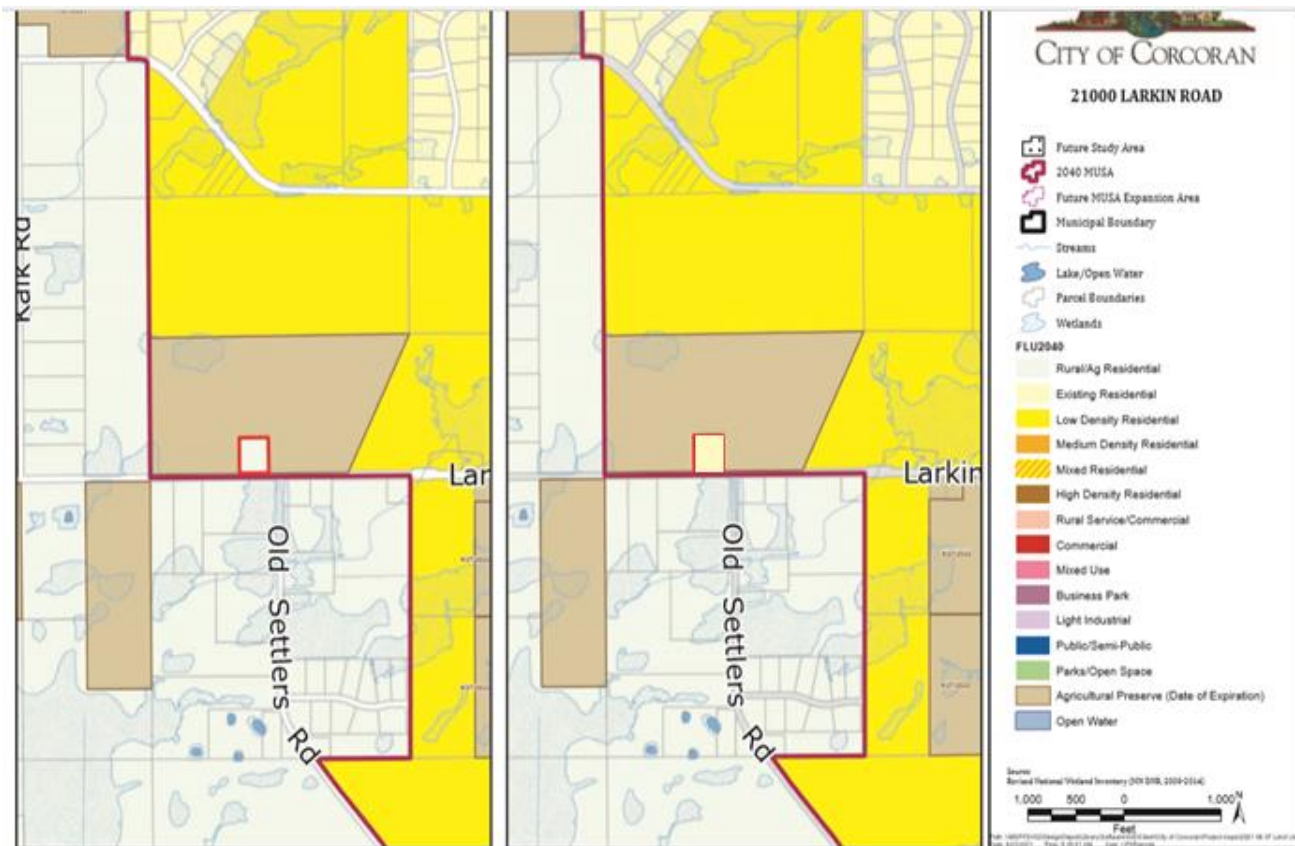 Kalk Rd
Lar
Old Settlers Rd
Larkin
Old Settlers Rd
CITY OF CORCORAN
21000 LARKIN ROAD
Future Study Area
2040 MUSA
Future MUSA Expansion Area
Municipal Boundary
Streams
Lake/Open Water
Parcel Boundaries
Wetlands
FLU2040
Rural/Ag Residential
Existing Residential
Low Density Residential
Medium Density Residential
Mixed Residential
High Density Residential
Rural Service/Commercial
Commercial
Mixed Use
Business Park
Light Industrial
Public/Semi-Public
Parks/Open Space
Agricultural Preserve (Date of Expiration)
Open Water
Source:
Revised National Wetland Inventory (MN DNR, 2009-2014)
1,000 500 0 1,000
N
Feet